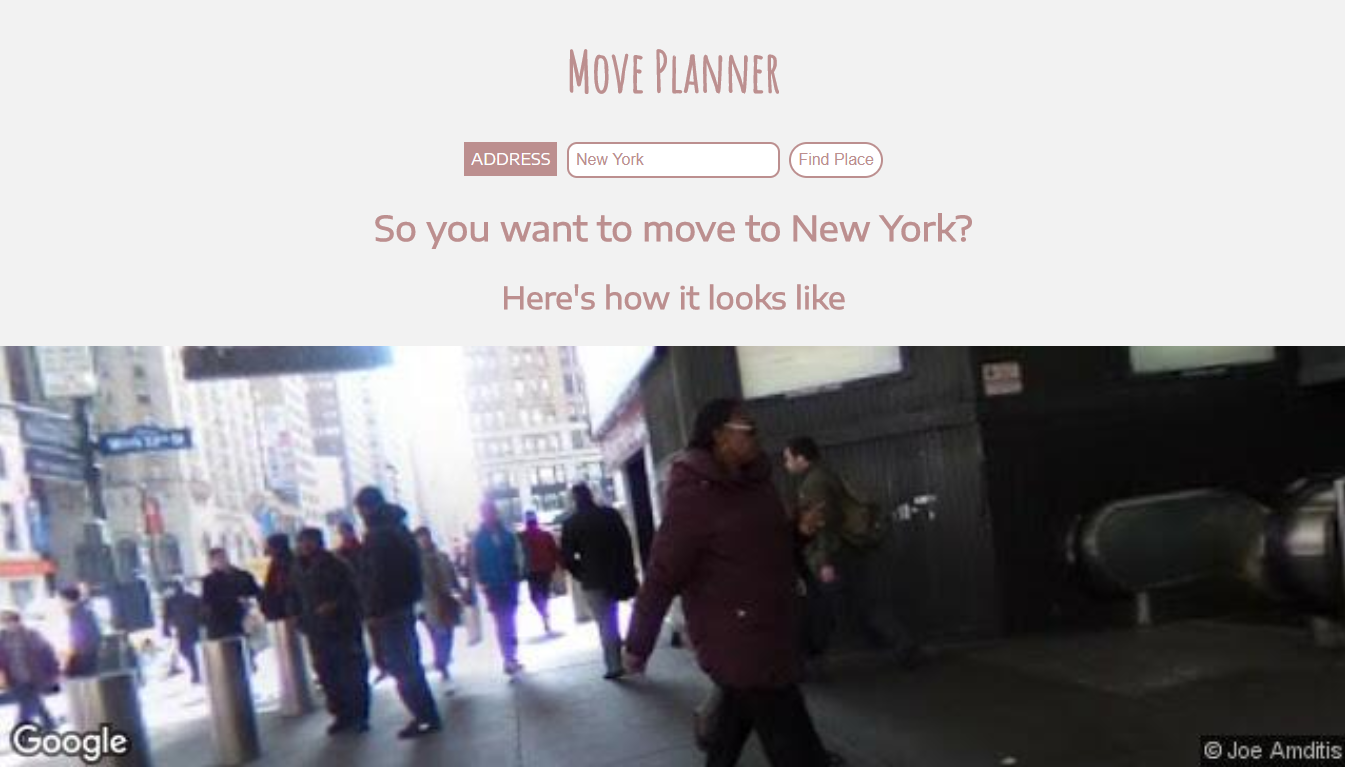 Move Planner
ADDRESS New York Find Place
So you want to move to New York?
Here's how it looks like
Google © Joe Amditis